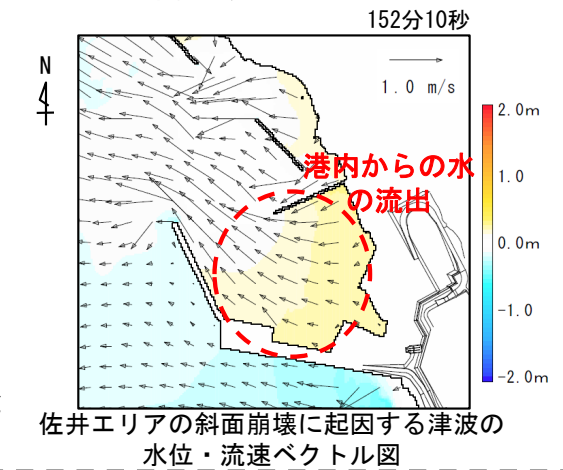 152分10秒
N
1.0 m/s
2.0m
港内からの水
の流出
1.0
0.0m
-1.0
-2.0m
佐井エリアの斜面崩壊に起因する津波の
水位・流速ベクトル図